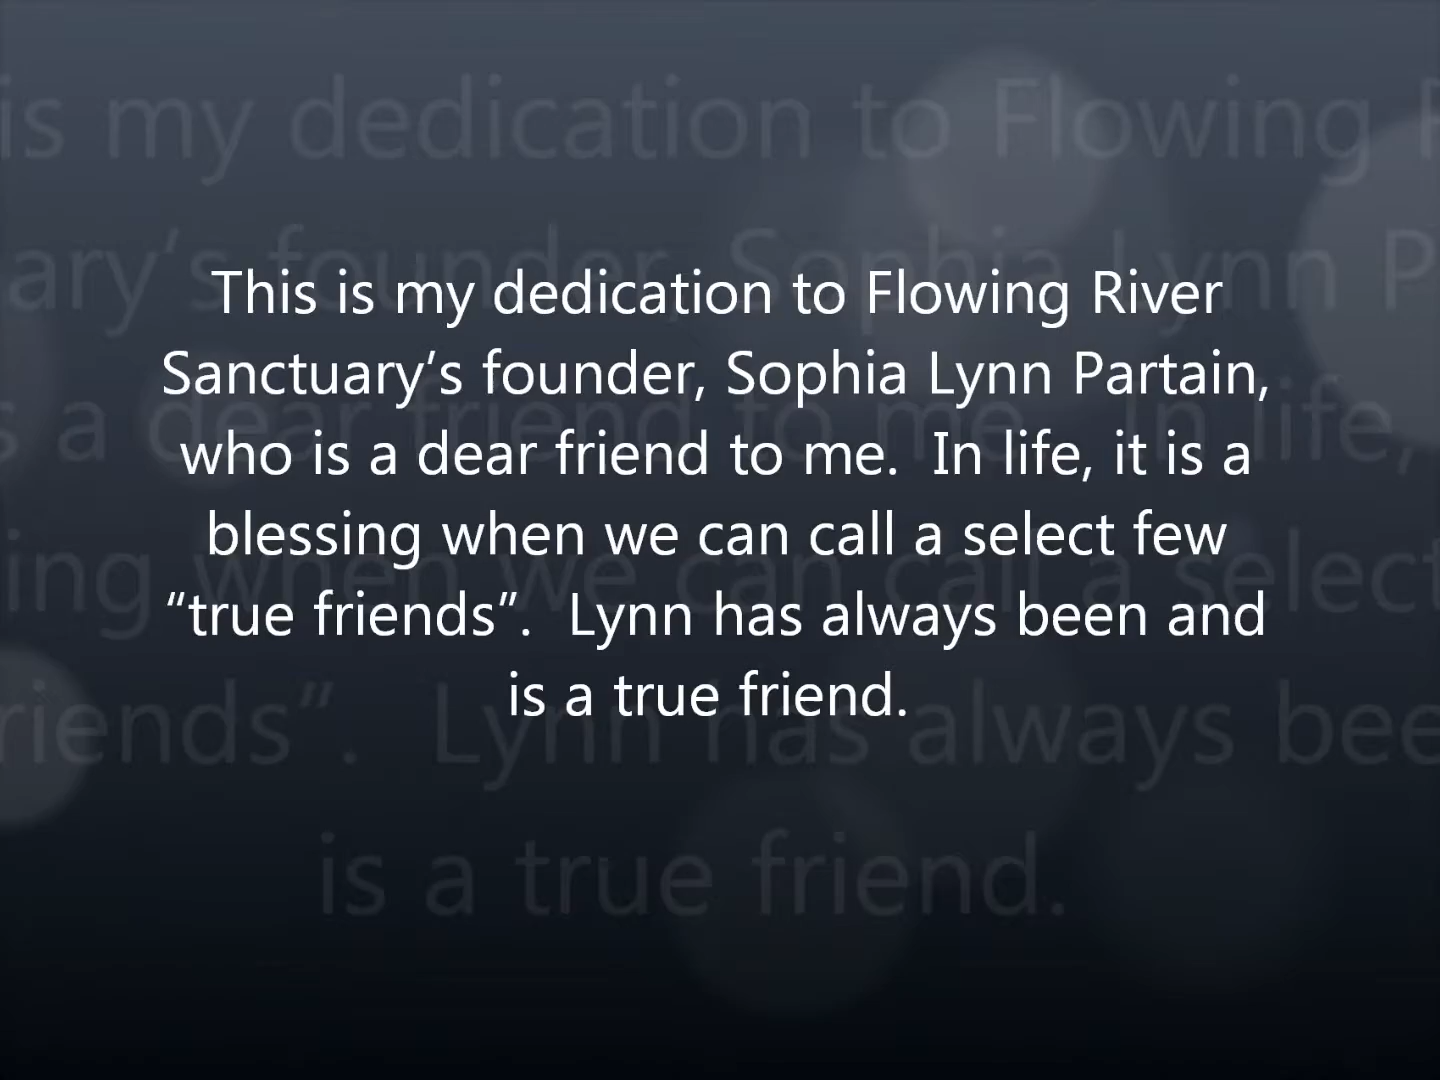 This is my dedication to Flowing River
Sanctuary’s founder, Sophia Lynn Partain,
who is a dear friend to me.  In life, it is a
blessing when we can call a select few
“true friends”.  Lynn has always been and
is a true friend.